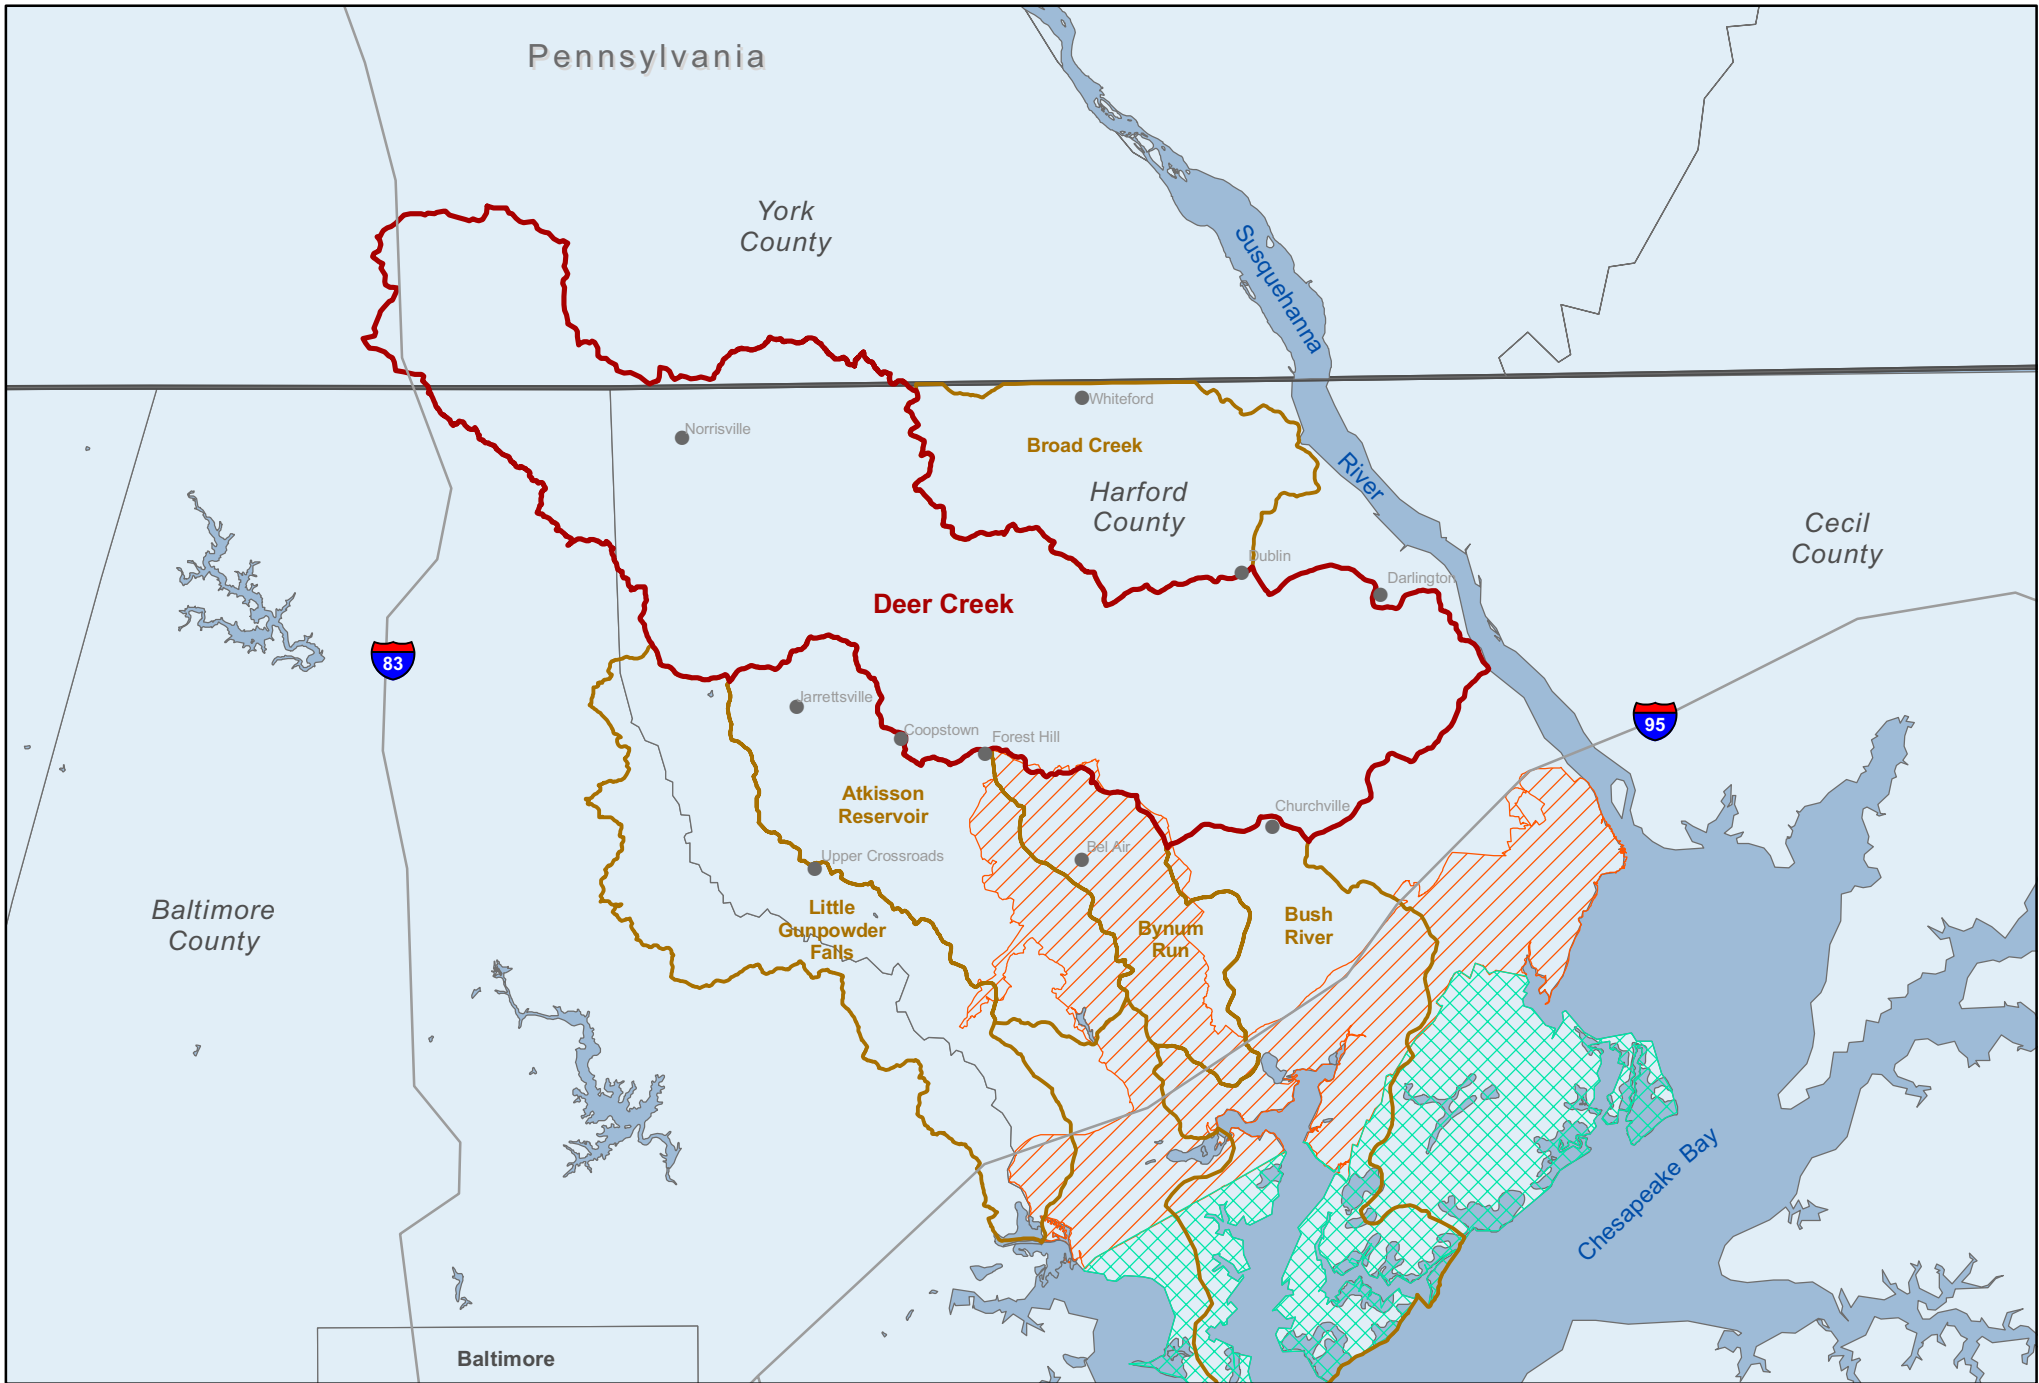 Pennsylvania
York
County
Susquehanna
River
Whiteford
Norrisville
Broad Creek
Harford
County
Cecil
County
Dublin
Darlington
Deer Creek
83
Jarrettsville
95
Coopstown
Forest Hill
Atkisson
Reservoir
Churchville
Bel Air
Upper Crossroads
Baltimore
County
Little
Gunpowder
Falls
Bynum
Run
Bush
River
Chesapeake Bay
Baltimore